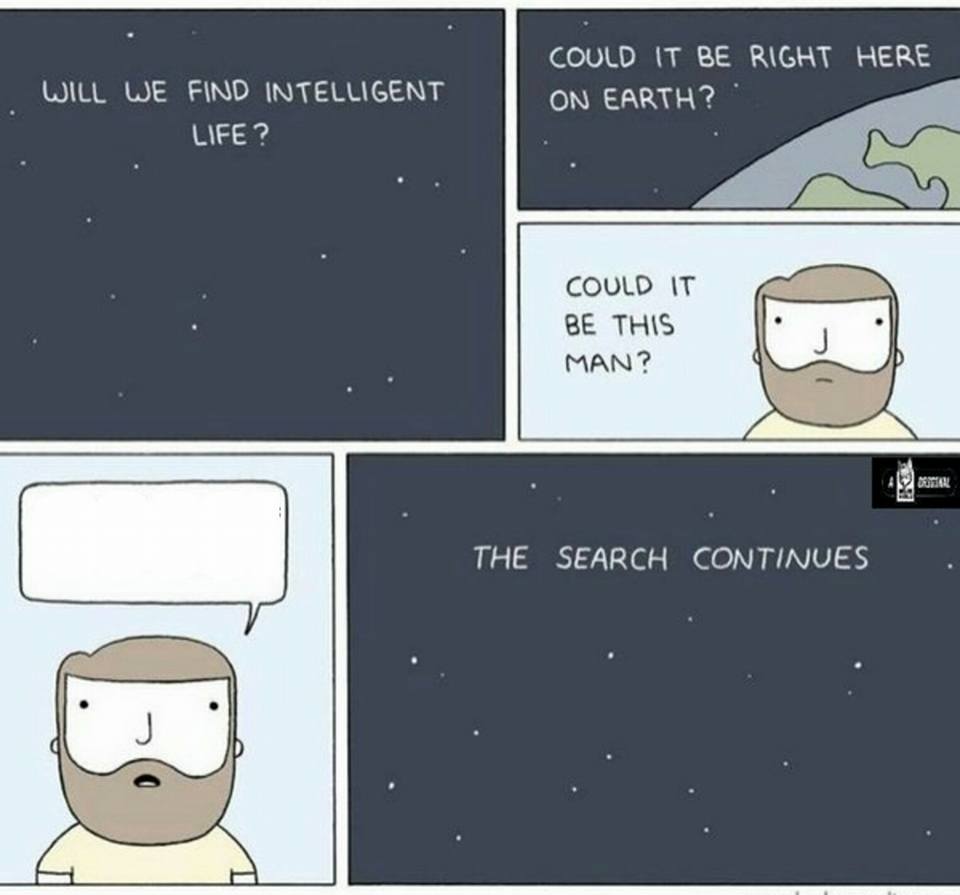 WILL WE FIND INTELLIGENT
LIFE?
COULD IT BE RIGHT HERE
ON EARTH?
COULD IT
BE THIS
MAN?
A ORIGINAL
THE SEARCH CONTINUES